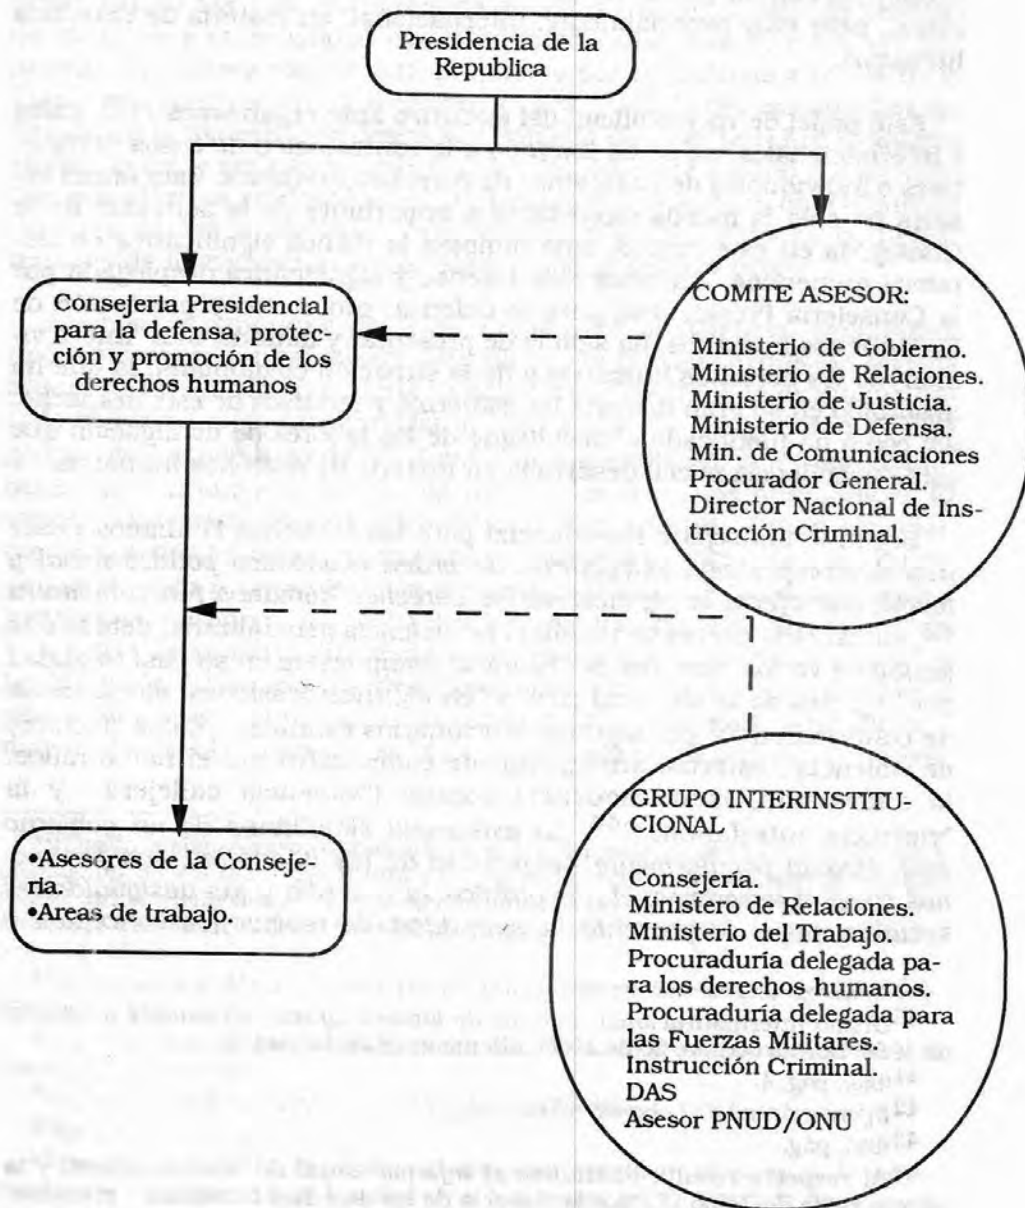 Presidencia de la
Republica
Consejeria Presidencial
para la defensa, protec-
ción y promoción de los
derechos humanos
COMITE ASESOR:
Ministerio de Gobierno.
Ministerio de Relaciones.
Ministerio de Justicia.
Ministerio de Defensa.
Min. de Comunicaciones
Procurador General.
Director Nacional de Ins-
trucción Criminal.
•Asesores de la Conseje-
ria.
•Areas de trabajo.
GRUPO INTERINSTITU-
CIONAL
Consejería.
Ministero de Relaciones.
Ministerio del Trabajo.
Procuraduría delegada pa-
ra los derechos humanos.
Procuraduría delegada para
las Fuerzas Militares.
Instrucción Criminal.
DAS
Asesor PNUD/ONU